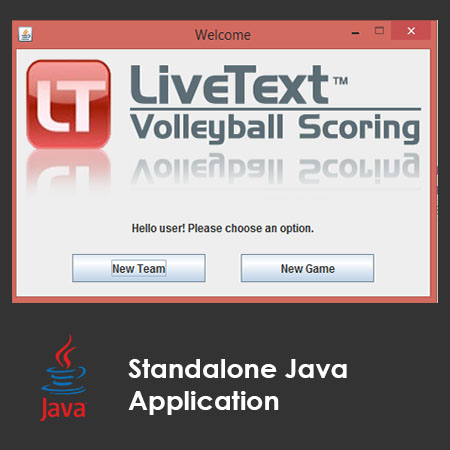 Welcome
LT
LiveText™
Volleyball Scoring
Hello user! Please choose an option.
New Team
New Game
Java
Standalone Java
Application